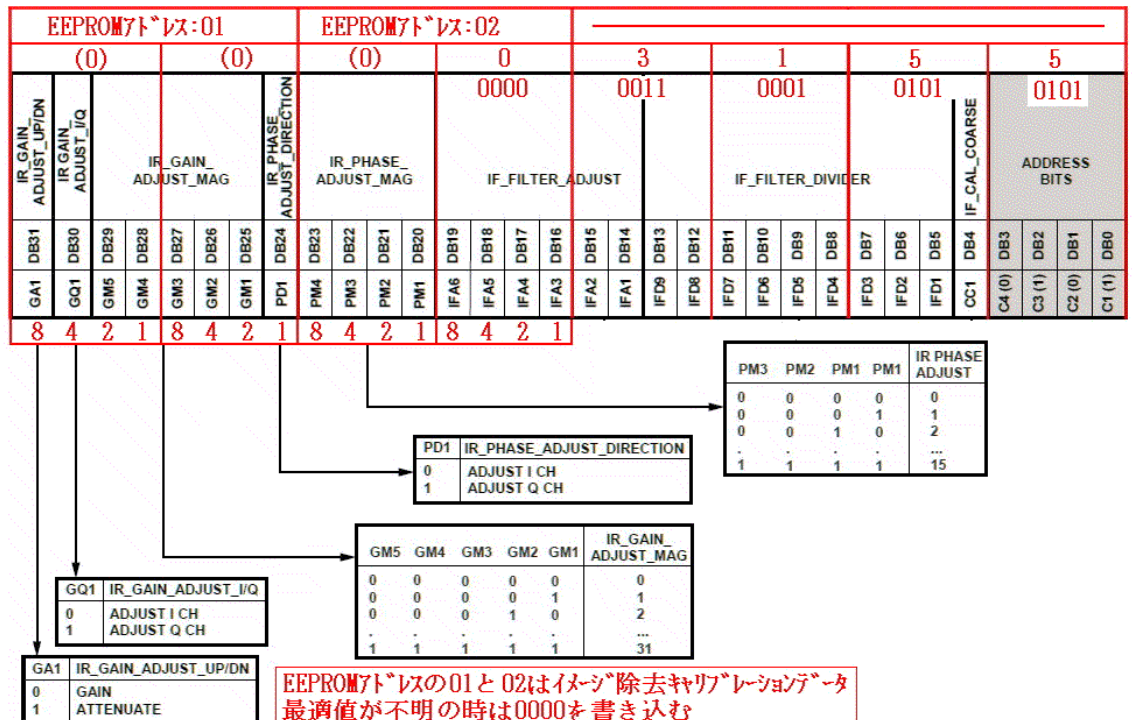 EEPROMアドレス:01 EEPROMアドレス:02
(0) (0) (0) 0 3 1 5 5
0000 0011 0001 0101 0101
IR_GAIN_
ADJUST_UP/DN
IR GAIN_
ADJUST_I/Q
IR_GAIN_
ADJUST_MAG
IR_PHASE_
ADJUST_DIRECTION
IR_PHASE_
ADJUST_MAG
IF_FILTER_ADJUST
IF_FILTER_DIVIDER
IF_CAL_COARSE
ADDRESS
BITS
DB31 DB30 DB29 DB28 DB27 DB26 DB25 DB24 DB23 DB22 DB21 DB20 DB19 DB18 DB17 DB16 DB15 DB14 DB13 DB12 DB11 DB10 DB9 DB8 DB7 DB6 DB5 DB4 DB3 DB2 DB1 DB0
GA1 GQ1 GM5 GM4 GM3 GM2 GM1 PD1 PM4 PM3 PM2 PM1 IFA6 IFA5 IFA4 IFA3 IFA2 IFA1 IFD9 IFD8 IFD7 IFD6 IFD5 IFD4 IFD3 IFD2 IFD1 CC1 C4 (0) C3 (1) C2 (0) C1 (1)
8 4 2 1 8 4 2 1 8 4 2 1 8 4 2 1
PM3 PM2 PM1 PM1 IR PHASE
ADJUST
0 0 0 0 0
0 0 0 1 1
0 0 1 0 2
. . . . ...
1 1 1 1 15
PD1 IR_PHASE_ADJUST_DIRECTION
0 ADJUST I CH
1 ADJUST Q CH
GM5 GM4 GM3 GM2 GM1 IR_GAIN_
ADJUST_MAG
0 0 0 0 0 0
0 0 0 0 1 1
0 0 0 1 0 2
. . . . . ...
1 1 1 1 1 31
GQ1 IR_GAIN_ADJUST_I/Q
0 ADJUST I CH
1 ADJUST Q CH
GA1 IR_GAIN_ADJUST_UP/DN
0 GAIN
1 ATTENUATE
EEPROMアドレスの01と02はイメージ除去キャリブレーションデータ
最適値が不明の時は0000を書き込む